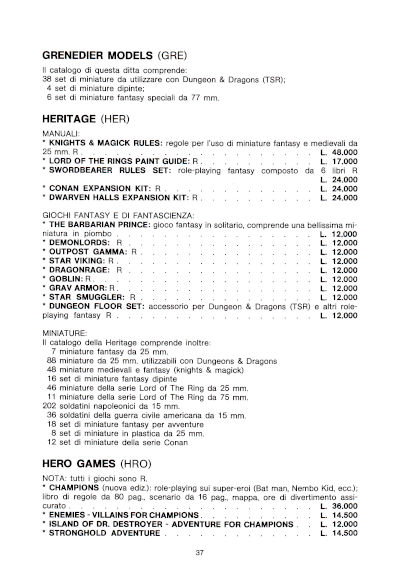 GRENEDIER MODELS (GRE)
Il catalogo di questa ditta comprende:
38 set di miniature da utilizzare con Dungeon & Dragons (TSR);
4 set di miniature dipinte;
6 set di miniature fantasy speciali da 77 mm.
HERITAGE (HER)
MANUALI:
* KNIGHTS & MAGICK RULES: regole per l'uso di miniature fantasy e medievali da
25 mm. R . . . . . . . . . . . . . . . . . L. 48.000
* LORD OF THE RINGS PAINT GUIDE: R . . . . . . . . L. 17.000
* SWORDBEARER RULES SET: role-playing fantasy composto da 6 libri R
L. 24.000
* CONAN EXPANSION KIT: R . . . . . . . . . . L. 24.000
* DWARVEN HALLS EXPANSION KIT: R . . . . . . . . L. 24.000
GIOCHI FANTASY E DI FANTASCIENZA:
* THE BARBARIAN PRINCE: gioco fantasy in solitario, comprende una bellissima mi-
niatura in piombo . . . . . . . . . . . . . . L. 12.000
* DEMONLORDS: R . . . . . . . . . . . . . L. 12.000
* OUTPOST GAMMA: R . . . . . . . . . . . . L. 12.000
* STAR VIKING: R . . . . . . . . . . . . . . L. 12.000
* DRAGONRAGE: R . . . . . . . . . . . . . L. 12.000
* GOBLIN: R . . . . . . . . . . . . . . . L. 12.000
* GRAV ARMOR: R . . . . . . . . . . . . . . L. 12.000
* STAR SMUGGLER: R . . . . . . . . . . . . L. 12.000
* DUNGEON FLOOR SET: accessorio per Dungeon & Dragons (TSR) e altri role-
playing fantasy R . . . . . . . . . . . . . . L. 12.000
MINIATURE:
Il catalogo della Heritage comprende inoltre:
7 miniature fantasy da 25 mm.
88 miniature da 25 mm. utilizzabili con Dungeons & Dragons
48 miniature medievali e fantasy (knights & magick)
16 set di miniature fantasy dipinte
46 miniature della serie Lord of The Ring da 25 mm.
11 miniature della serie Lord of The Ring da 75 mm.
202 soldatini napoleonici da 15 mm.
36 soldatini della guerra civile americana da 15 mm.
18 set di miniature fantasy per avventure
8 set di miniature in plastica da 25 mm.
12 set di miniature della serie Conan
HERO GAMES (HRO)
NOTA: tutti i giochi sono R.
* CHAMPIONS (nuova ediz.): role-playing sui super-eroi (Bat man, Nembo Kid, ecc.);
libro di regole da 80 pag., scenario da 16 pag., mappa, ore di divertimento assi-
curato . . . . . . . . . . . . . . . . . . L. 36.000
* ENEMIES - VILLAINS FOR CHAMPIONS . . . . . . . . L. 14.500
* ISLAND OF DR. DESTROYER - ADVENTURE FOR CHAMPIONS . . L. 12.000
* STRONGHOLD ADVENTURE . . . . . . . . . . . L. 14.500
37